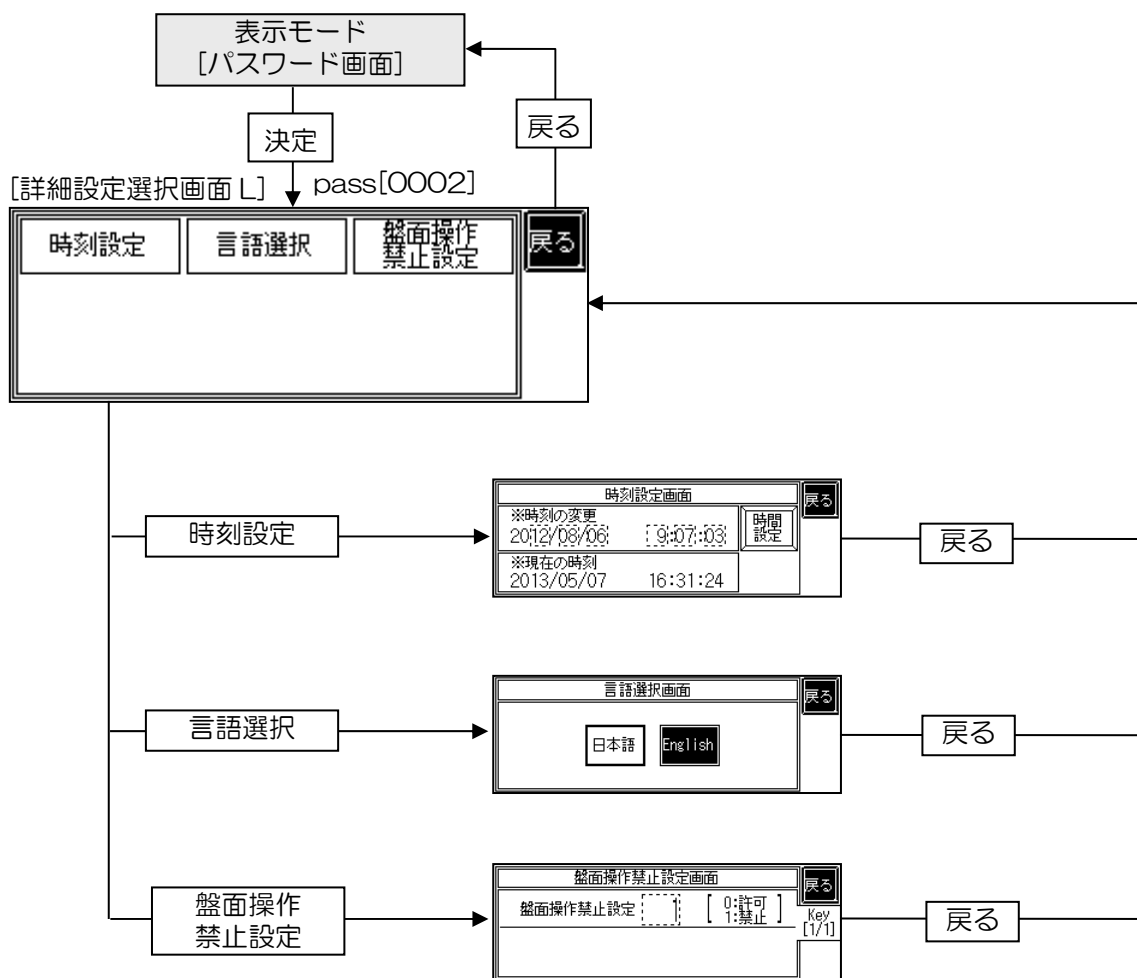 表示モード
[パスワード画面]
決定
戻る
[詳細設定選択画面 L]
pass[0002]
時刻設定
言語選択
盤面操作
禁止設定
戻る
時刻設定
時刻設定画面
戻る
※時刻の変更
2012/08/06 9:07:03
時間
設定
※現在の時刻
2013/05/07 16:31:24
戻る
言語選択
言語選択画面
戻る
日本語
English
戻る
盤面操作
禁止設定
盤面操作禁止設定画面
戻る
盤面操作禁止設定 1 [ 0:許可
1:禁止 ]
Key
[1/1]
戻る